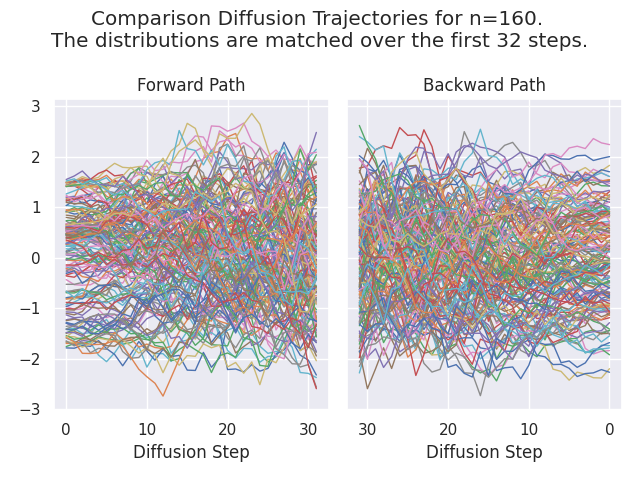 Comparison Diffusion Trajectories for n=160.
The distributions are matched over the first 32 steps.
Forward Path
Backward Path
3
2
1
0
−1
−2
−3
0 10 20 30
30 20 10 0
Diffusion Step
Diffusion Step